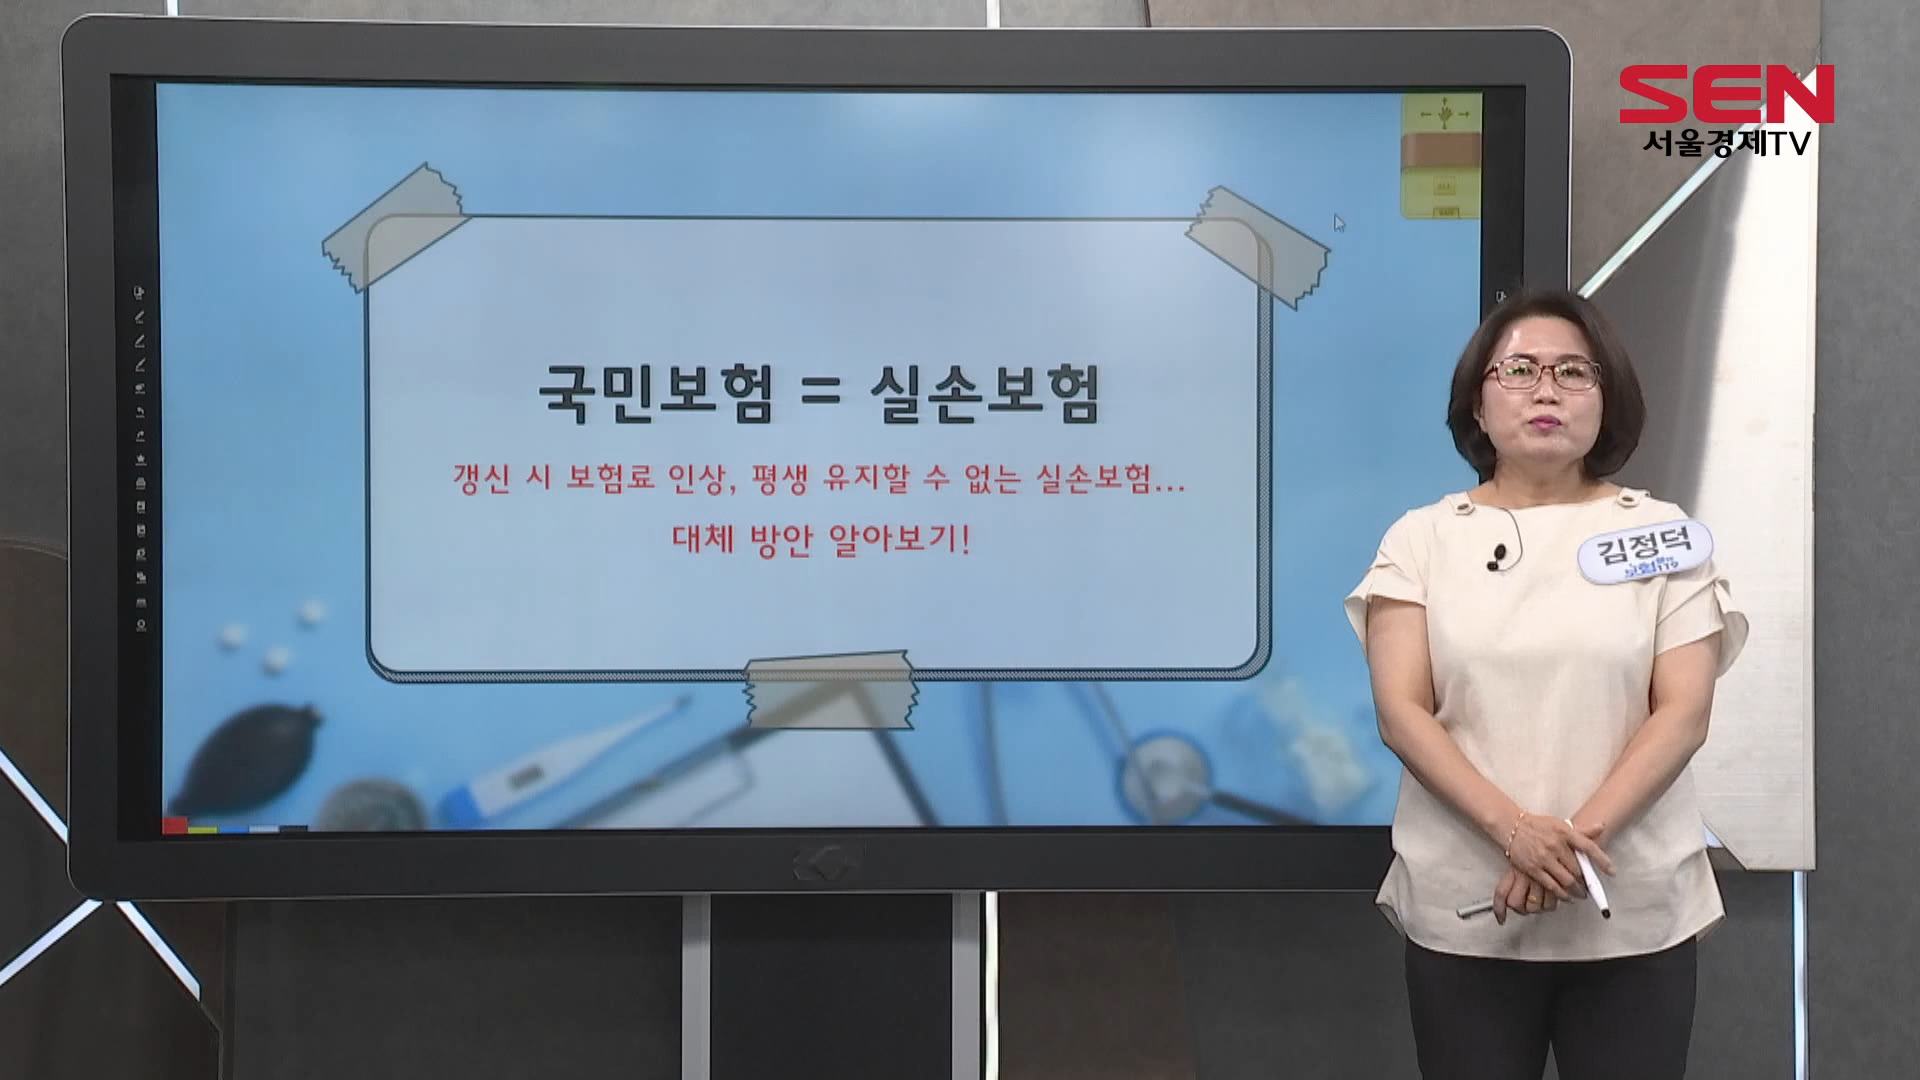 SEN
서울경제TV
국민보험 = 실손보험
갱신 시 보험료 인상, 평생 유지할 수 없는 실손보험...
대체 방안 알아보기!
김정덕